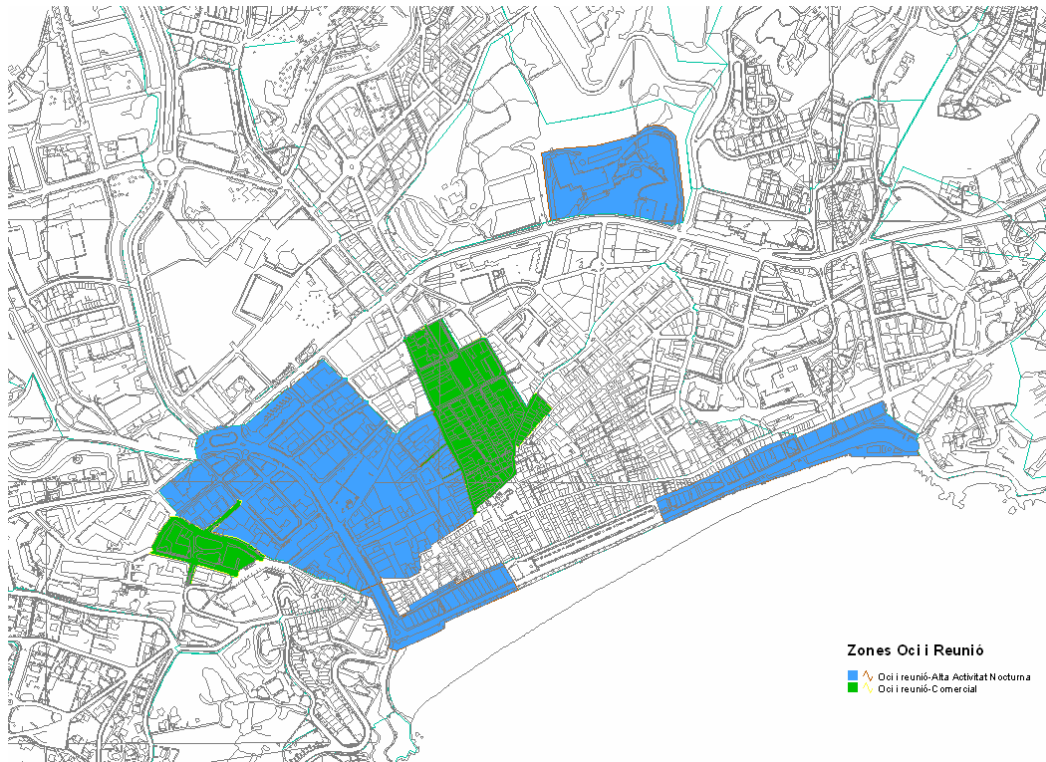 Zones Oci i Reunió
Oci i reunió-Alta Activitat Nocturna
Oci i reunió-Comercial